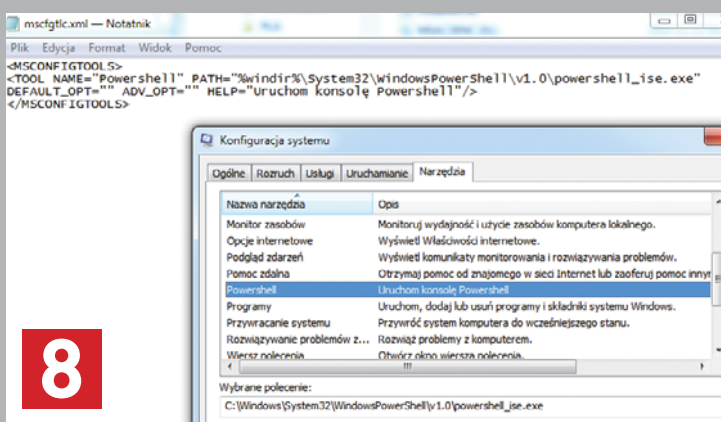 mscfgtlc.xml — Notatnik
Plik Edycja Format Widok Pomoc
<MSCONFIGTOOLS>
<TOOL NAME="Powershell" PATH="%windir%\System32\WindowsPowerShell\v1.0\powershell_ise.exe"
DEFAULT_OPT="" ADV_OPT="" HELP="Uruchom konsolę Powershell"/>
</MSCONFIGTOOLS>
Konfiguracja systemu
Ogólne Rozruch Usługi Uruchamianie Narzędzia
Nazwa narzędzia Opis
Monitor zasobów Monitoruj wydajność i użycie zasobów komputera lokalnego.
Opcje internetowe Wyświetl Właściwości internetowe.
Podgląd zdarzeń Wyświetl komunikaty monitorowania i rozwiązywania problemów.
Pomoc zdalna Otrzymaj pomoc od znajomego w sieci Internet lub zaoferuj pomoc innyr
Powershell Uruchom konsolę Powershell
Programy Uruchom, dodaj lub usuń programy i składniki systemu Windows.
Przywracanie systemu Przywróć system komputera do wcześniejszego stanu.
Rozwiązywanie problemów z... Rozwiąż problemy z komputerem.
Wiersz polecenia Otwórz okno wiersza polecenia.
Wybrane polecenie:
C:\Windows\System32\WindowsPowerShell\v1.0\powershell_ise.exe
8